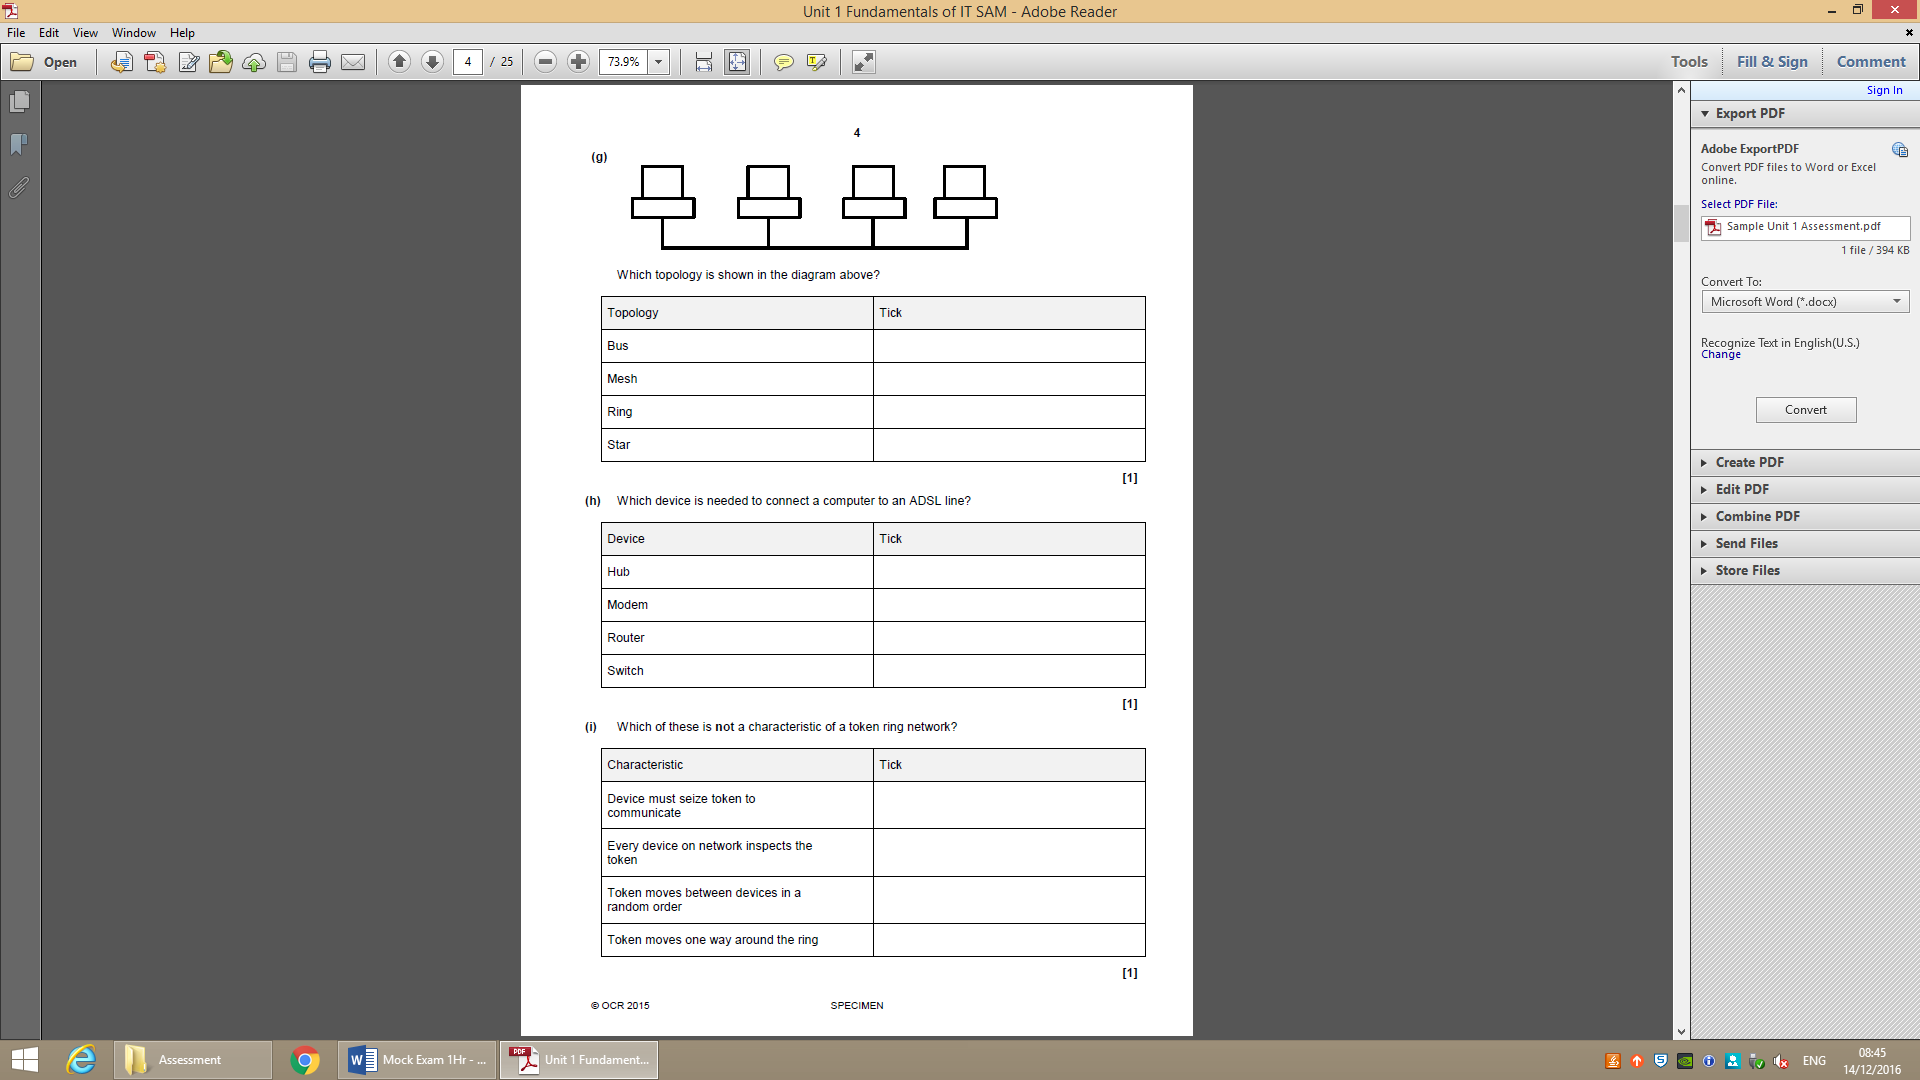 Unit 1 Fundamentals of IT SAM - Adobe Reader
File Edit View Window Help
Open
4 / 25
73.9%
Tools
Fill & Sign
Comment
Sign In
4
(g)
Which topology is shown in the diagram above?
Topology Tick
Bus
Mesh
Ring
Star
[1]
(h) Which device is needed to connect a computer to an ADSL line?
Device Tick
Hub
Modem
Router
Switch
[1]
(i) Which of these is not a characteristic of a token ring network?
Characteristic Tick
Device must seize token to
communicate
Every device on network inspects the
token
Token moves between devices in a
random order
Token moves one way around the ring
[1]
© OCR 2015 SPECIMEN
Export PDF
Adobe ExportPDF
Convert PDF files to Word or Excel
online.
Select PDF File:
Sample Unit 1 Assessment.pdf
1 file / 394 KB
Convert To:
Microsoft Word (*.docx)
Recognize Text in English(U.S.)
Change
Convert
Create PDF
Edit PDF
Combine PDF
Send Files
Store Files
Assessment
Mock Exam 1Hr - ...
Unit 1 Fundament...
ENG
08:45
14/12/2016